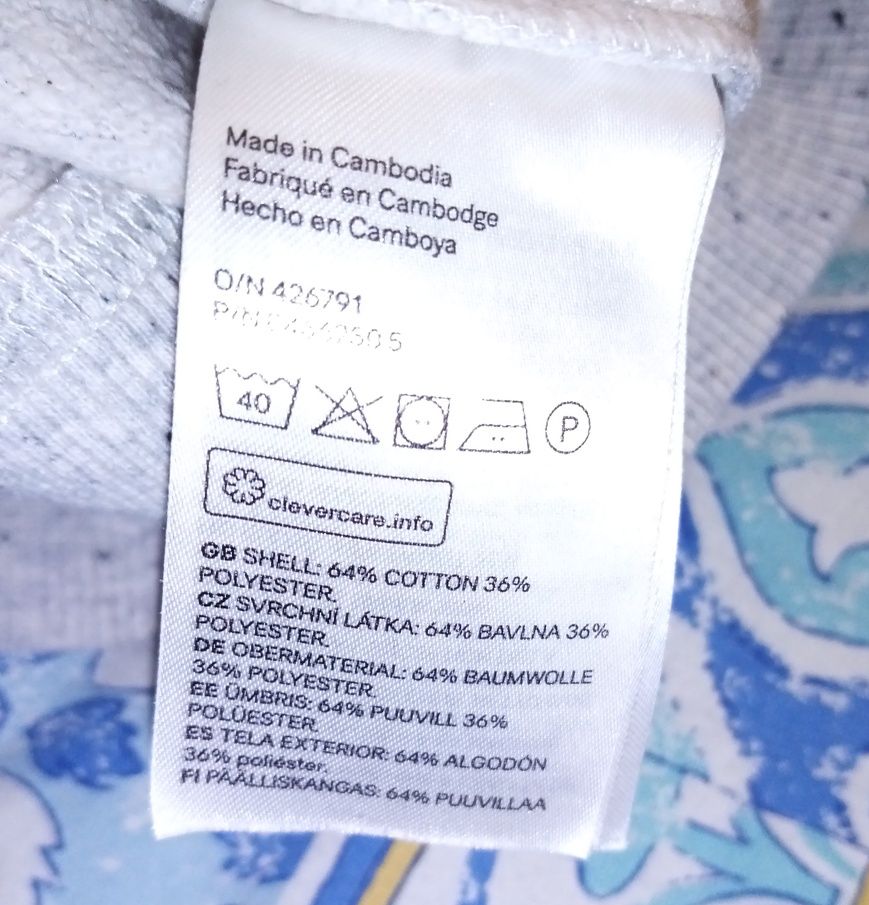 Made in Cambodia
Fabriqué en Cambodge
Hecho en Camboya
O/N 426791
P/N
40
P
clevercare.info
GB SHELL: 64% COTTON 36%
POLYESTER.
CZ SVRCHNÍ LÁTKA: 64% BAVLNA 36%
POLYESTER.
DE OBERMATERIAL: 64% BAUMWOLLE
36% POLYESTER.
EE ÜMBRIS: 64% PUUVILL 36%
POLÜESTER.
ES TELA EXTERIOR: 64% ALGODÓN
36% poliéster.
FI PÄÄLLISKANGAS: 64% PUUVILLAA